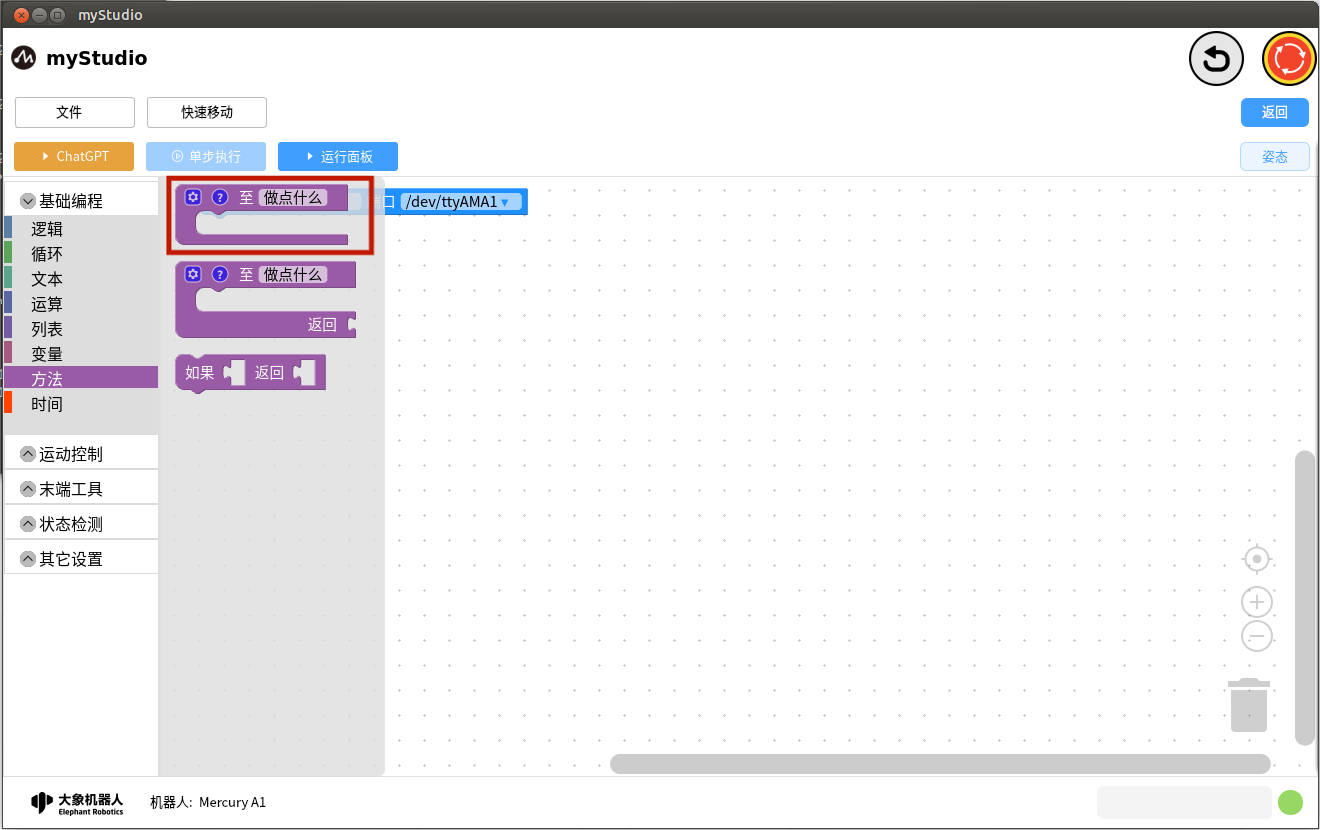 myStudio
myStudio
文件
快速移动
返回
ChatGPT
单步执行
运行面板
姿态
基础编程
逻辑
循环
文本
运算
列表
变量
方法
时间
运动控制
末端工具
状态检测
其它设置
? 至 做点什么
口 /dev/ttyAMA1
? 至 做点什么
返回
如果 返回
大象机器人
Elephant Robotics
机器人: Mercury A1